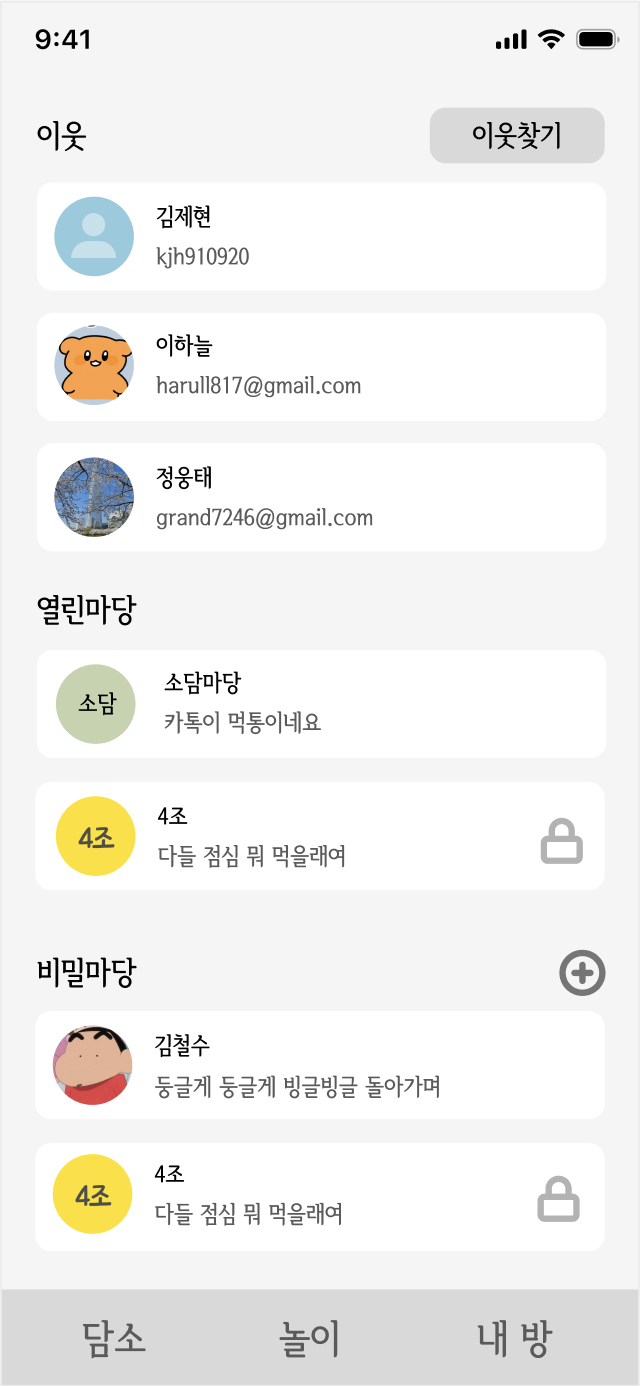 9:41
이웃
이웃찾기
김제현
kjh910920
이하늘
harull817@gmail.com
정웅태
grand7246@gmail.com
열린마당
소담
소담마당
카톡이 먹통이네요
4조
4조
다들 점심 뭐 먹을래여
비밀마당
김철수
둥글게 둥글게 빙글빙글 돌아가며
4조
4조
다들 점심 뭐 먹을래여
담소
놀이
내 방